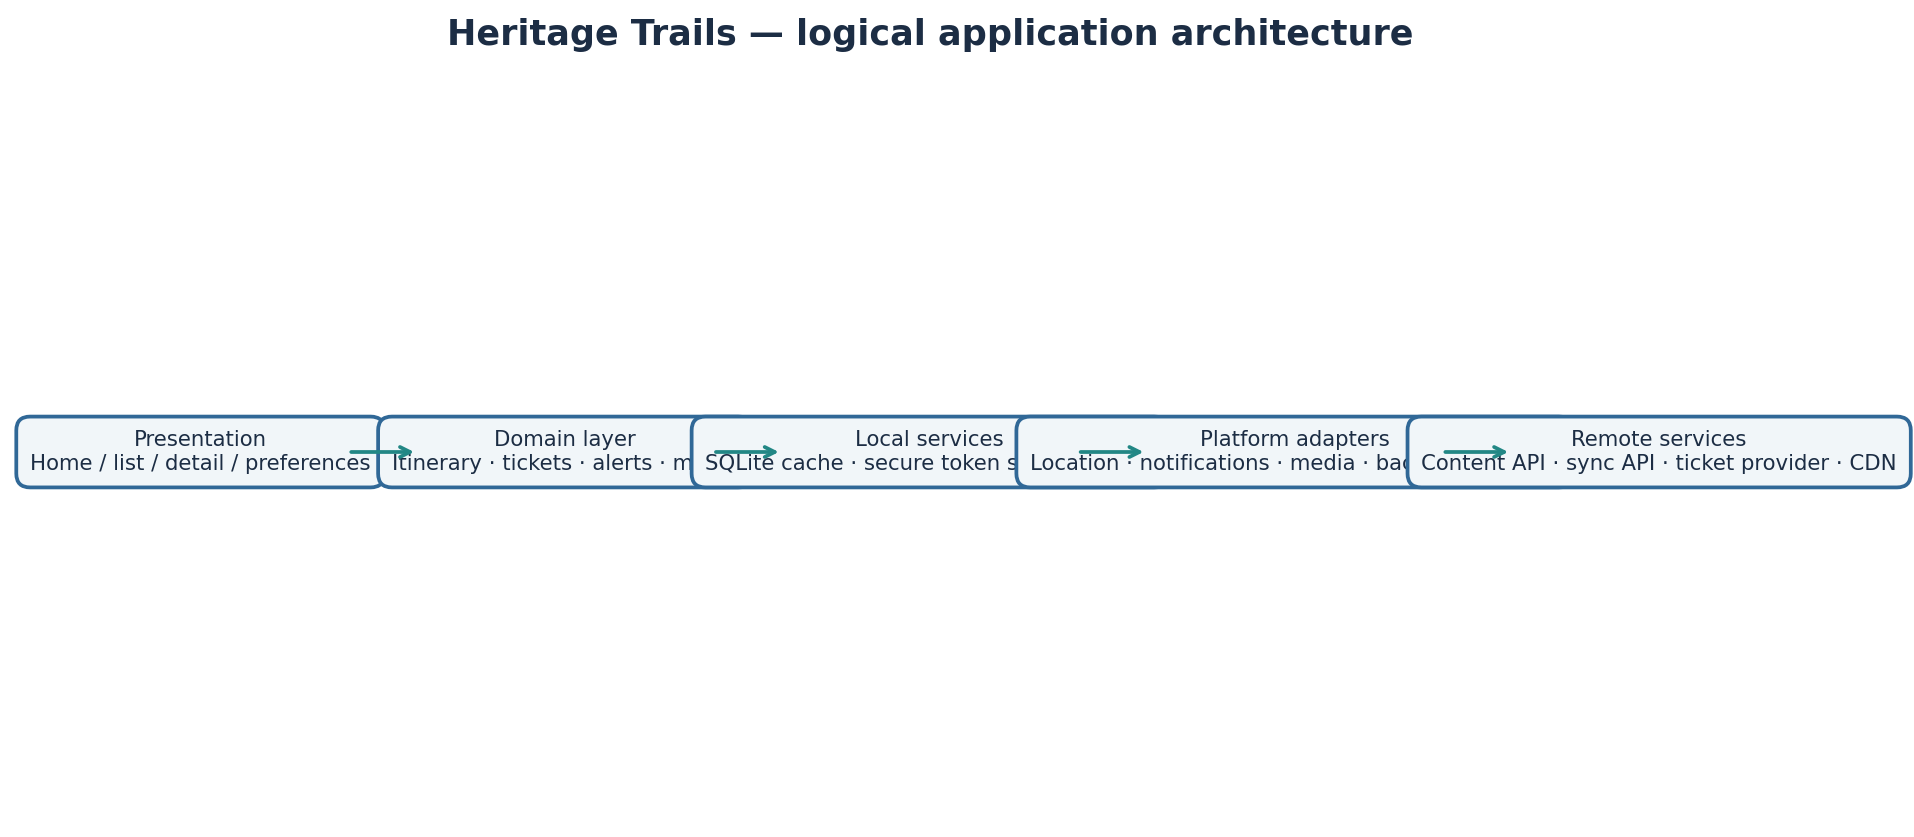 Heritage Trails — logical application architecture
Presentation
Home / list / detail / preferences
Domain layer
Itinerary · tickets · alerts ·
Local services
SQLite cache · secure token
Platform adapters
Location · notifications · media ·
Remote services
Content API · sync API · ticket provider · CDN